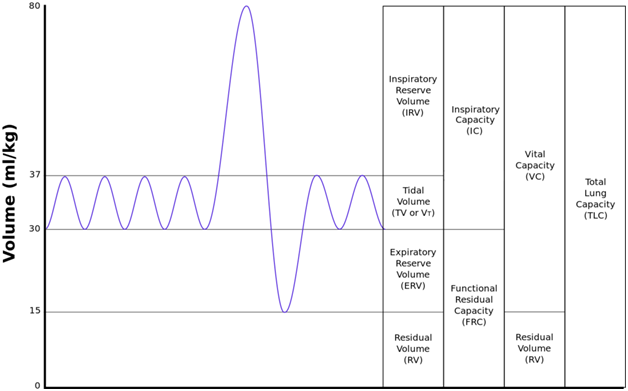 Volume (ml/kg)
80
37
30
15
0
Inspiratory
Reserve
Volume
(IRV)
Tidal
Volume
(TV or VT)
Expiratory
Reserve
Volume
(ERV)
Residual
Volume
(RV)
Inspiratory
Capacity
(IC)
Functional
Residual
Capacity
(FRC)
Vital
Capacity
(VC)
Residual
Volume
(RV)
Total
Lung
Capacity
(TLC)